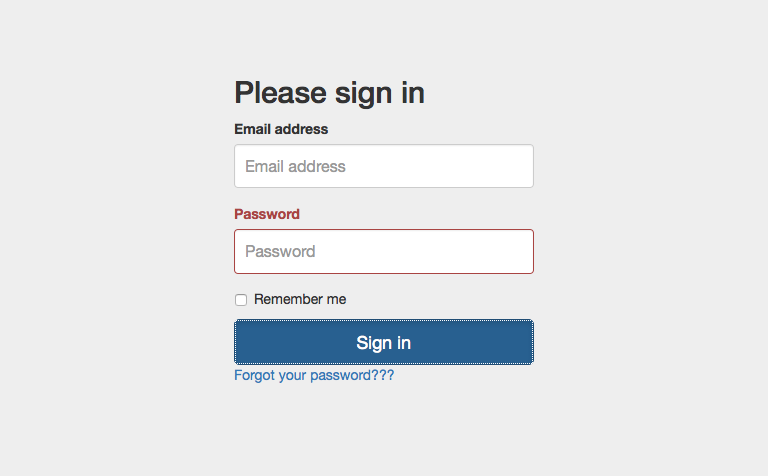 Please sign in
Email address
Email address
Password
Password
Remember me
Sign in
Forgot your password???